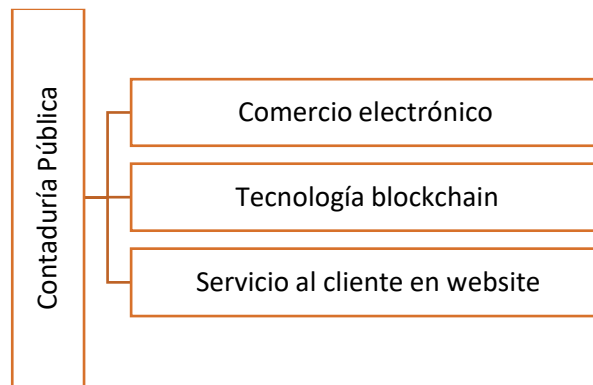 Contaduría Pública
Comercio electrónico
Tecnología blockchain
Servicio al cliente en website